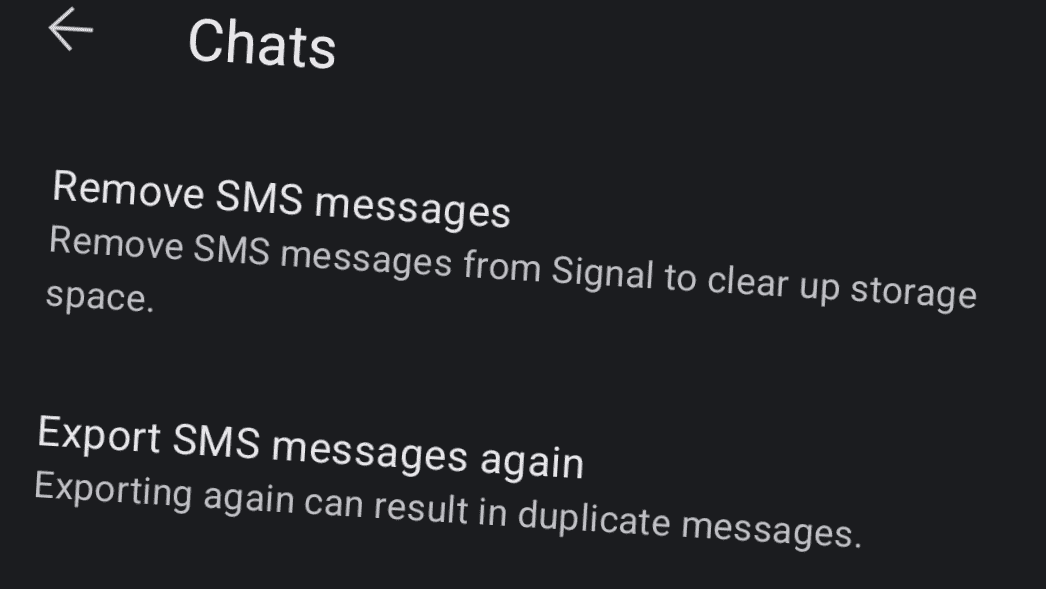 Chats
Remove SMS messages
Remove SMS messages from Signal to clear up storage
space.
Export SMS messages again
Exporting again can result in duplicate messages.